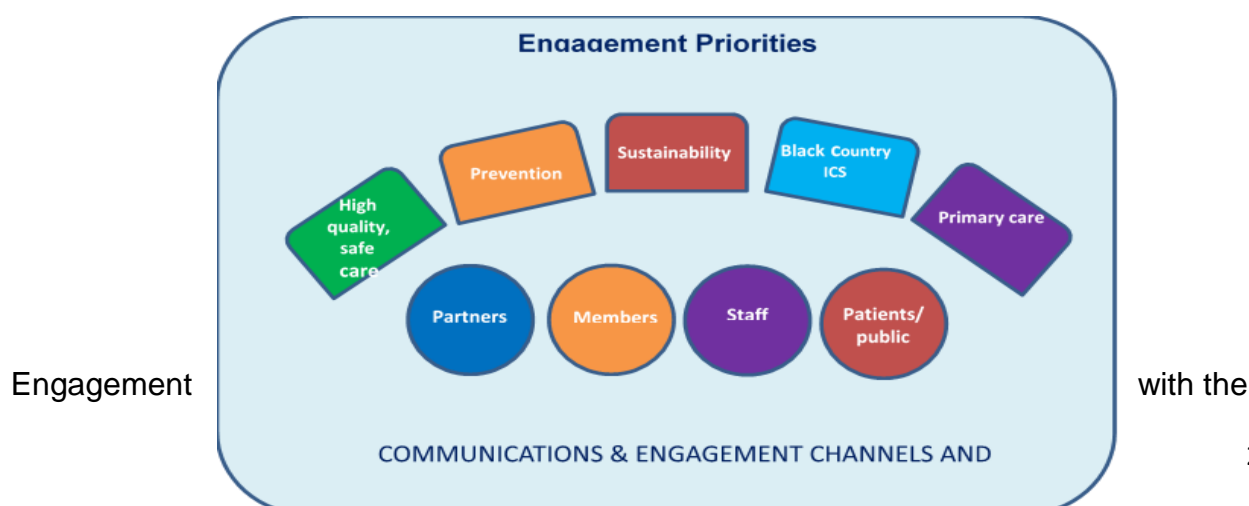 Engagement Priorities
Sustainability
Black Country
ICS
Prevention
High
quality,
safe
care
Primary care
Partners
Members
Staff
Patients/
public
Engagement
with the
COMMUNICATIONS & ENGAGEMENT CHANNELS AND